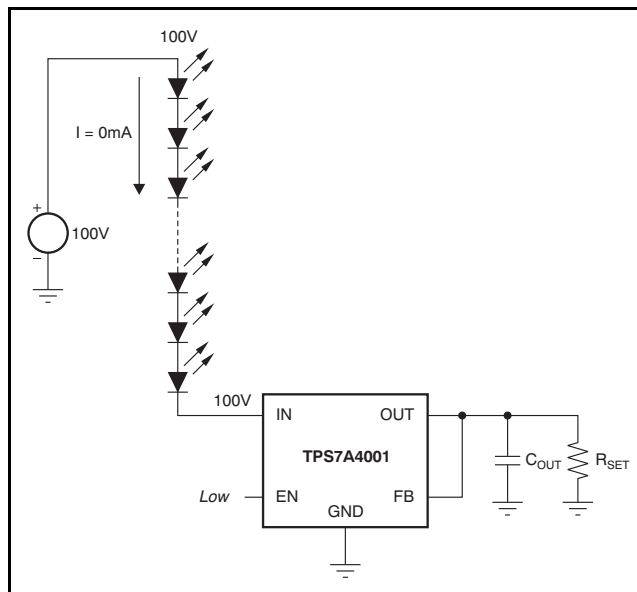 100V
I = 0mA
+
100V
–
100V
IN
OUT
TPS7A4001
Low
EN
FB
GND
C_OUT
R_SET